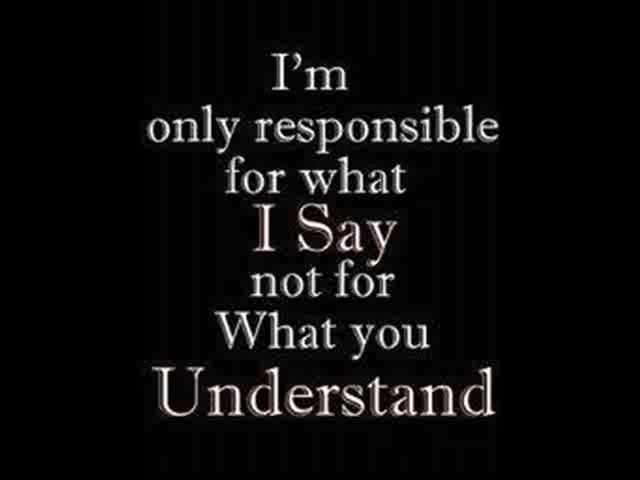 I'm
only responsible
for what
I Say
not for
What you
Understand